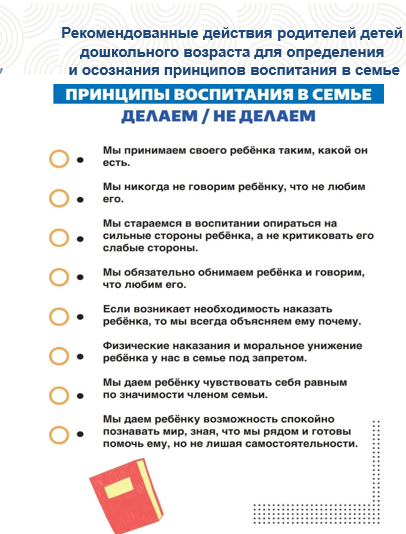 Рекомендованные действия родителей детей
дошкольного возраста для определения
и осознания принципов воспитания в семье
ПРИНЦИПЫ ВОСПИТАНИЯ В СЕМЬЕ
ДЕЛАЕМ / НЕ ДЕЛАЕМ
Мы принимаем своего ребёнка таким, какой он
есть.
Мы никогда не говорим ребёнку, что не любим
его.
Мы стараемся в воспитании опираться на
сильные стороны ребёнка, а не критиковать его
слабые стороны.
Мы обязательно обнимаем ребёнка и говорим,
что любим его.
Если возникает необходимость наказать
ребёнка, то мы всегда объясняем ему почему.
Физические наказания и моральное унижение
ребёнка у нас в семье под запретом.
Мы даем ребёнку чувствовать себя равным
по значимости членом семьи.
Мы даем ребёнку возможность спокойно
познавать мир, зная, что мы рядом и готовы
помочь ему, но не лишая самостоятельности.